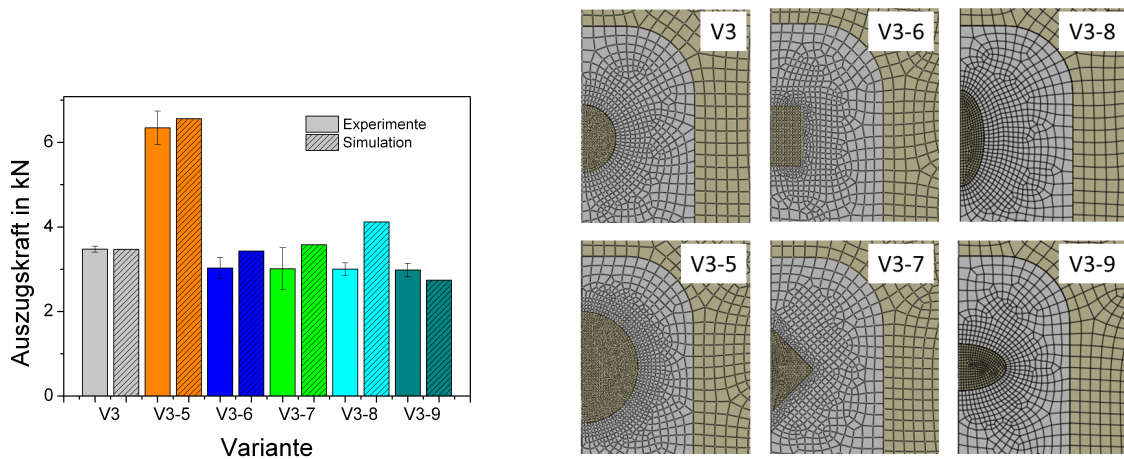 Auszugskraft in kN
6
4
2
0
Experimente
Simulation
V3 V3-5 V3-6 V3-7 V3-8 V3-9
Variante
V3 V3-6 V3-8
V3-5 V3-7 V3-9